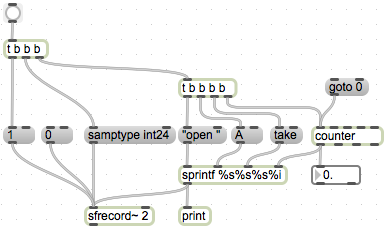 t b b b
t b b b b
goto 0
1
0
samptype int24
"open "
A
take
counter
sprintf %s%s%s%i
0.
sfrecord~ 2
print